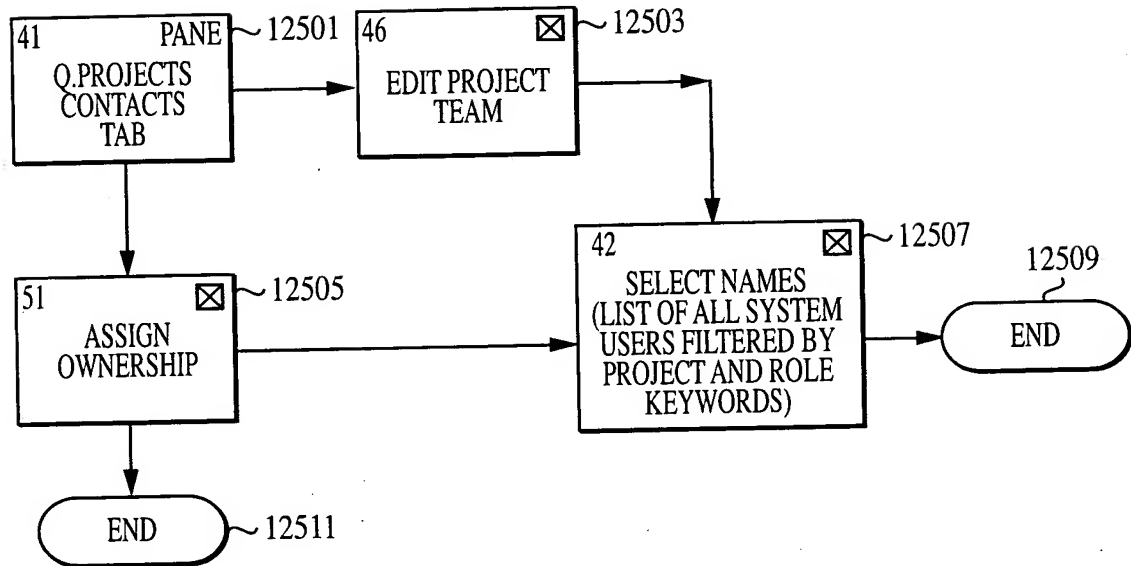 41 PANE
Q.PROJECTS
CONTACTS
TAB
12501
46
EDIT PROJECT
TEAM
12503
51
ASSIGN
OWNERSHIP
12505
42
SELECT NAMES
(LIST OF ALL SYSTEM
USERS FILTERED BY
PROJECT AND ROLE
KEYWORDS)
12507
12509
END
END
12511